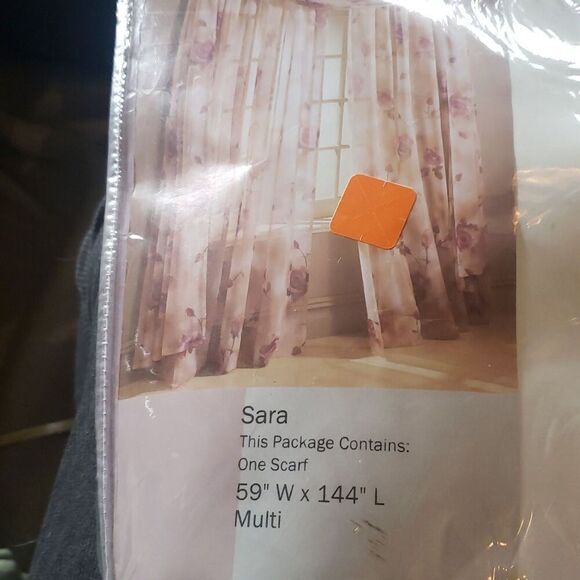 Sara
This Package Contains:
One Scarf
59" W x 144" L
Multi